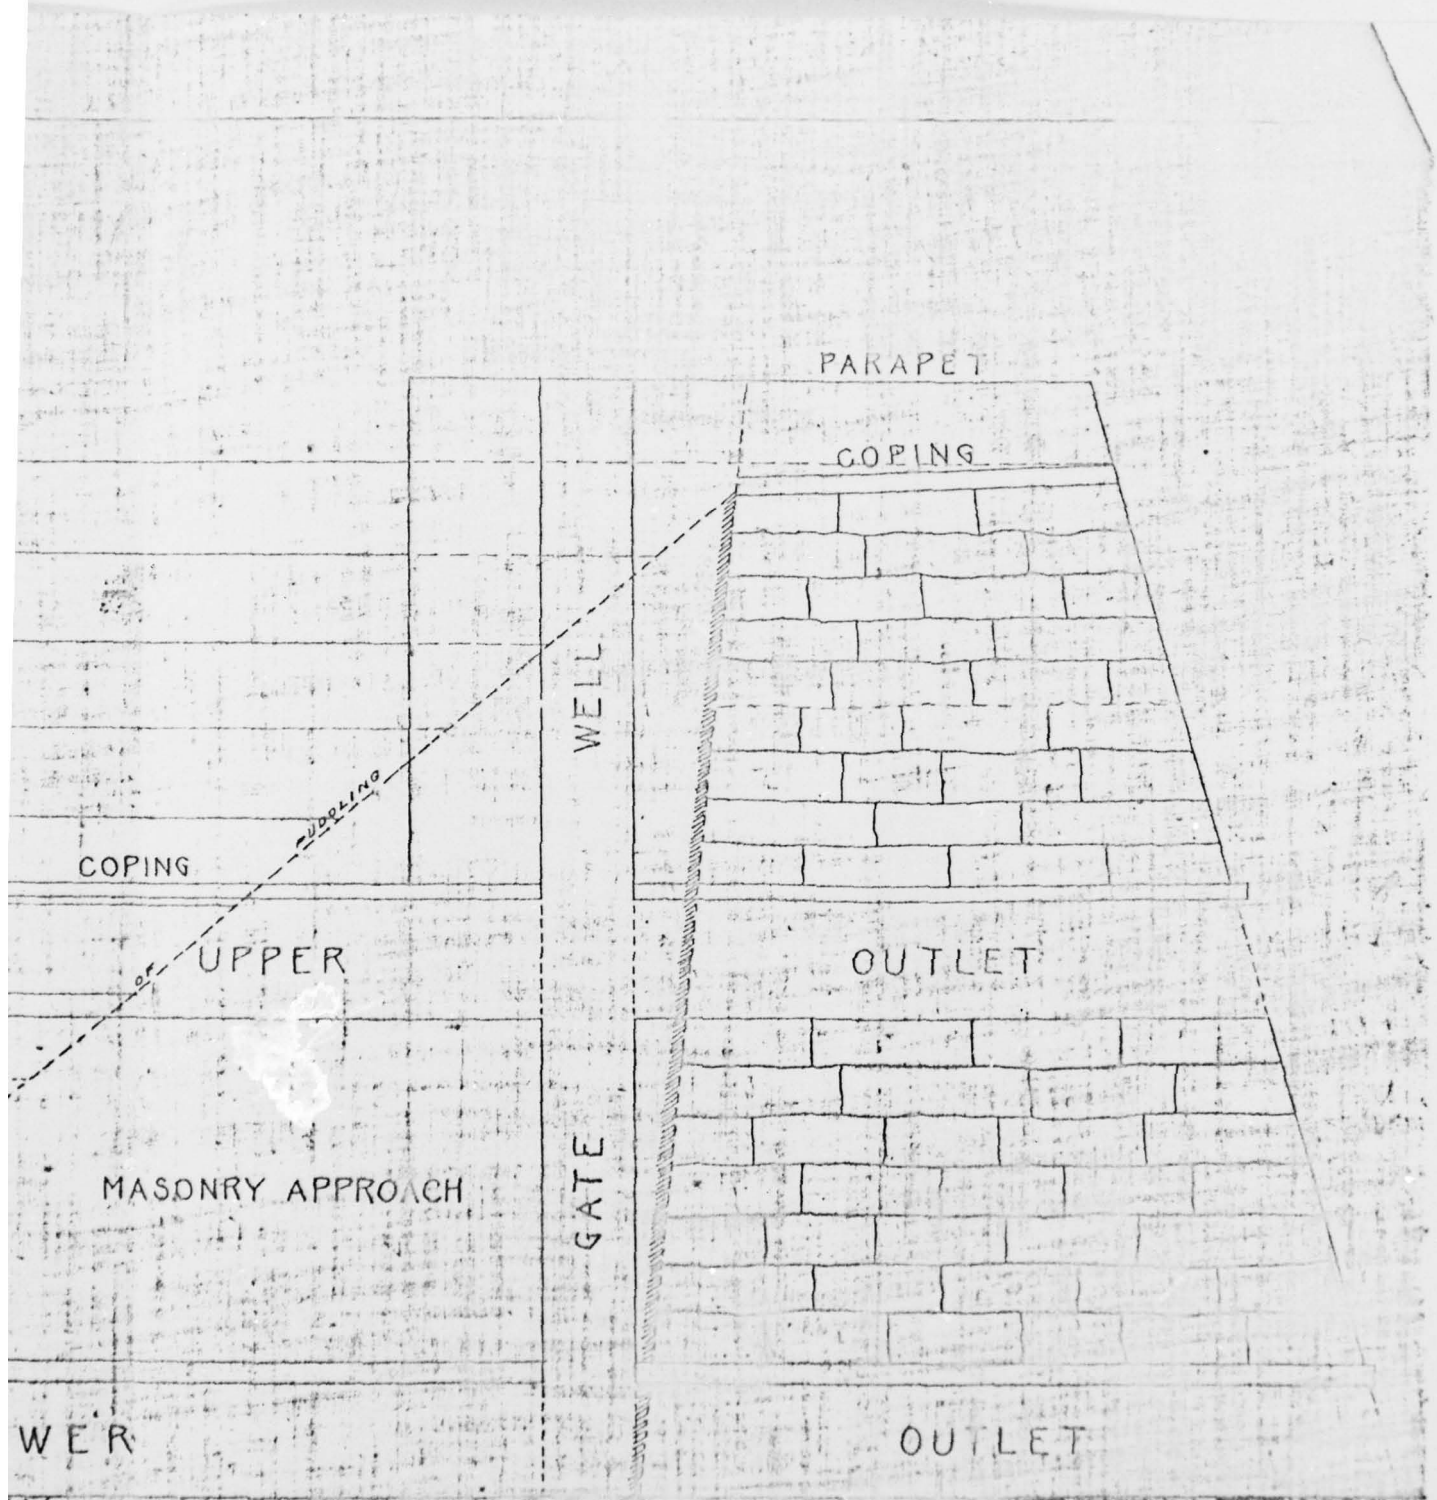 PARAPET
COPING
WELL
PUDDLING
COPING
UPPER OUTLET
OF
MASONRY APPROACH
GATE
WER OUTLET